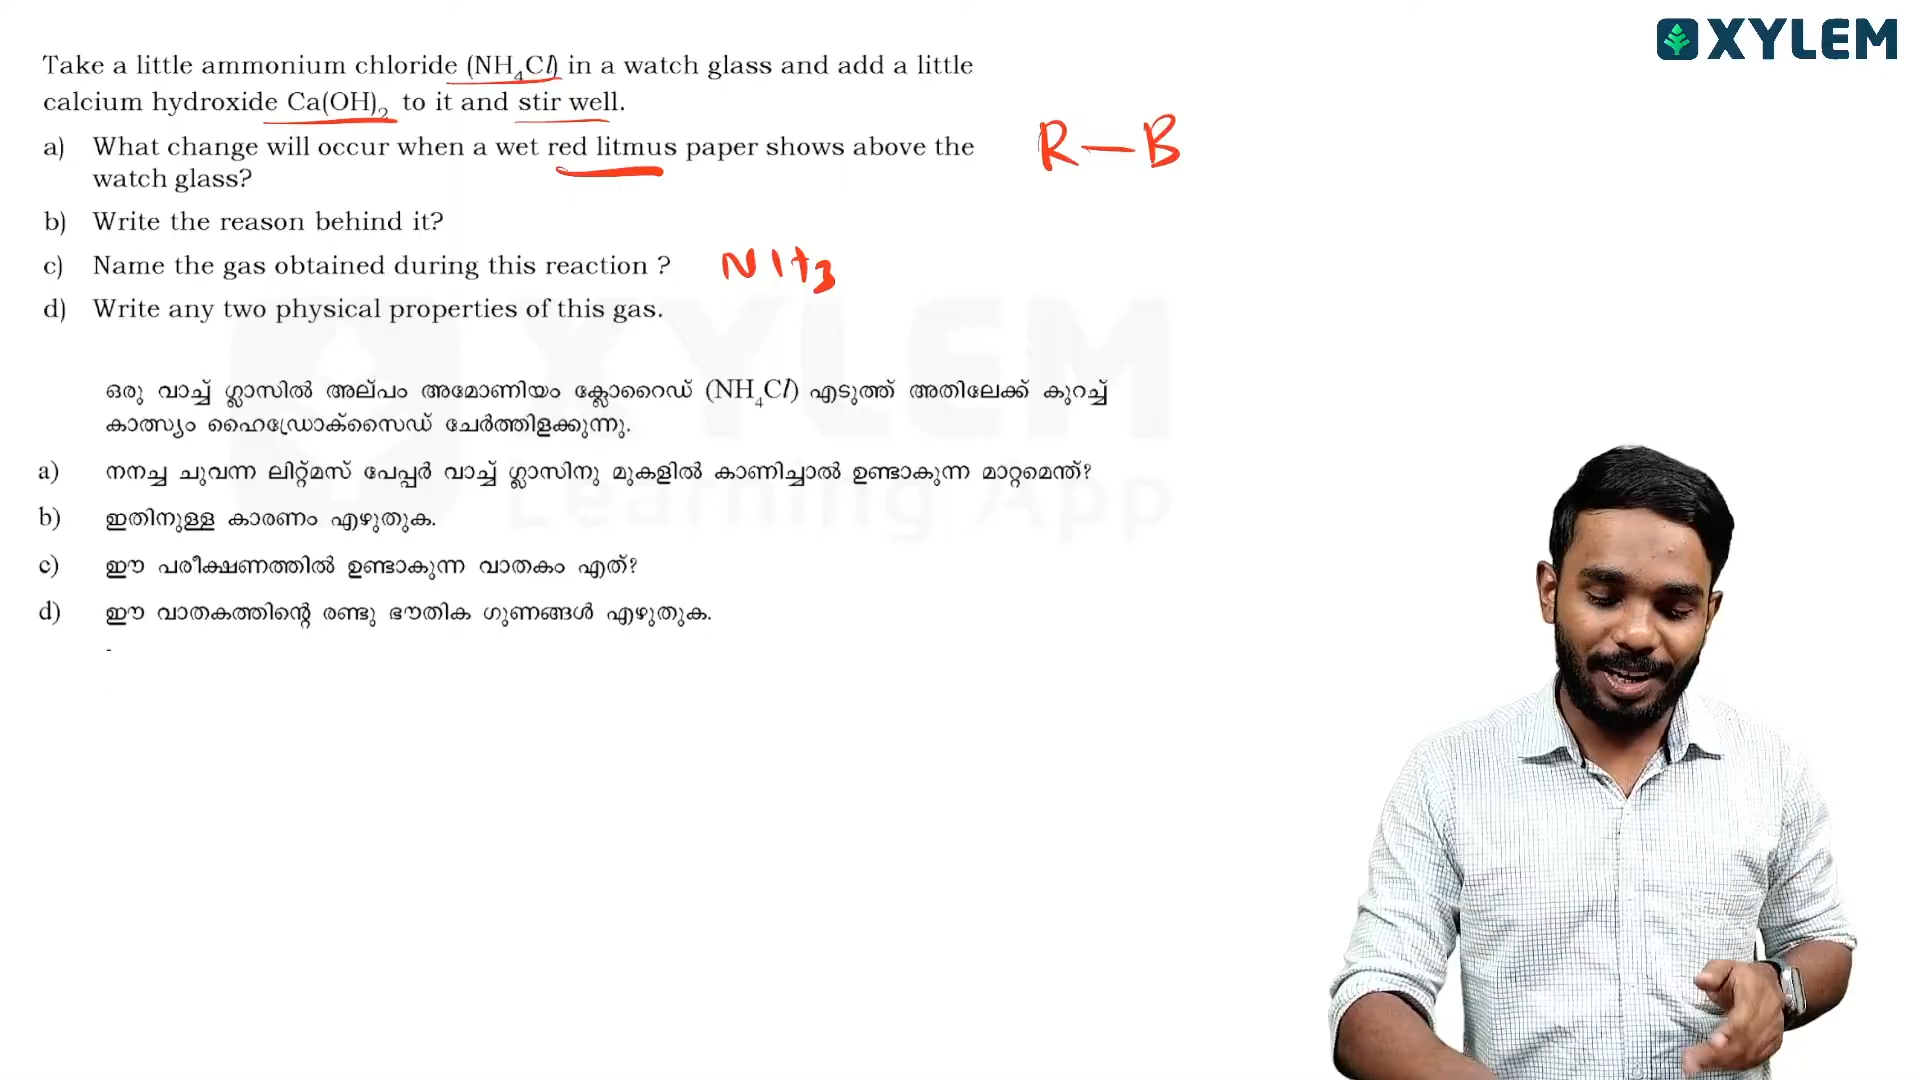 XYLEM
Take a little ammonium chloride (NH₄Cl) in a watch glass and add a little
calcium hydroxide Ca(OH)₂ to it and stir well.
a) What change will occur when a wet red litmus paper shows above the
watch glass?
R — B
b) Write the reason behind it?
c) Name the gas obtained during this reaction ? NH₃
d) Write any two physical properties of this gas.
XYLEM
Learning App
ഒരു വാച്ച് ഗ്ലാസിൽ അല്പം അമോണിയം ക്ലോറൈഡ് (NH₄Cl) എടുത്ത് അതിലേക്ക് കുറച്ച്
കാത്സ്യം ഹൈഡ്രോക്സൈഡ് ചേർത്തിളക്കുന്നു.
a) നനച്ച ചുവന്ന ലിറ്റ്മസ് പേപ്പർ വാച്ച് ഗ്ലാസിനു മുകളിൽ കാണിച്ചാൽ ഉണ്ടാകുന്ന മാറ്റമെന്ത്?
b) ഇതിനുള്ള കാരണം എഴുതുക.
c) ഈ പരീക്ഷണത്തിൽ ഉണ്ടാകുന്ന വാതകം ഏത്?
d) ഈ വാതകത്തിന്റെ രണ്ടു ഭൗതിക ഗുണങ്ങൾ എഴുതുക.